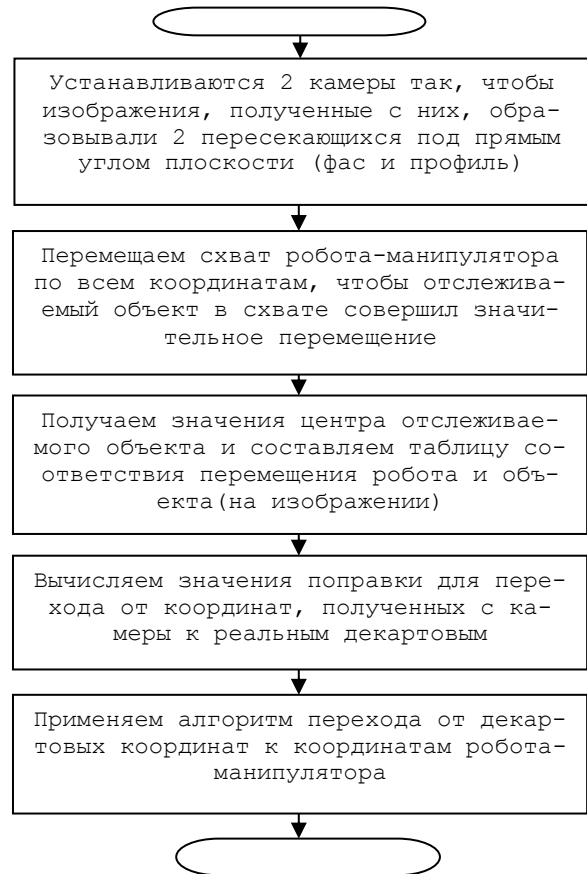 Устанавливаются 2 камеры так, чтобы
изображения, полученные с них, обра-
зовывали 2 пересекающихся под прямым
углом плоскости (фас и профиль)
Перемещаем схват робота-манипулятора
по всем координатам, чтобы отслежива-
емый объект в схвате совершил значи-
тельное перемещение
Получаем значения центра отслеживае-
мого объекта и составляем таблицу со-
ответствия перемещения робота и объ-
екта(на изображении)
Вычисляем значения поправки для пере-
хода от координат, полученных с ка-
меры к реальным декартовым
Применяем алгоритм перехода от декар-
товых координат к координатам робота-
манипулятора